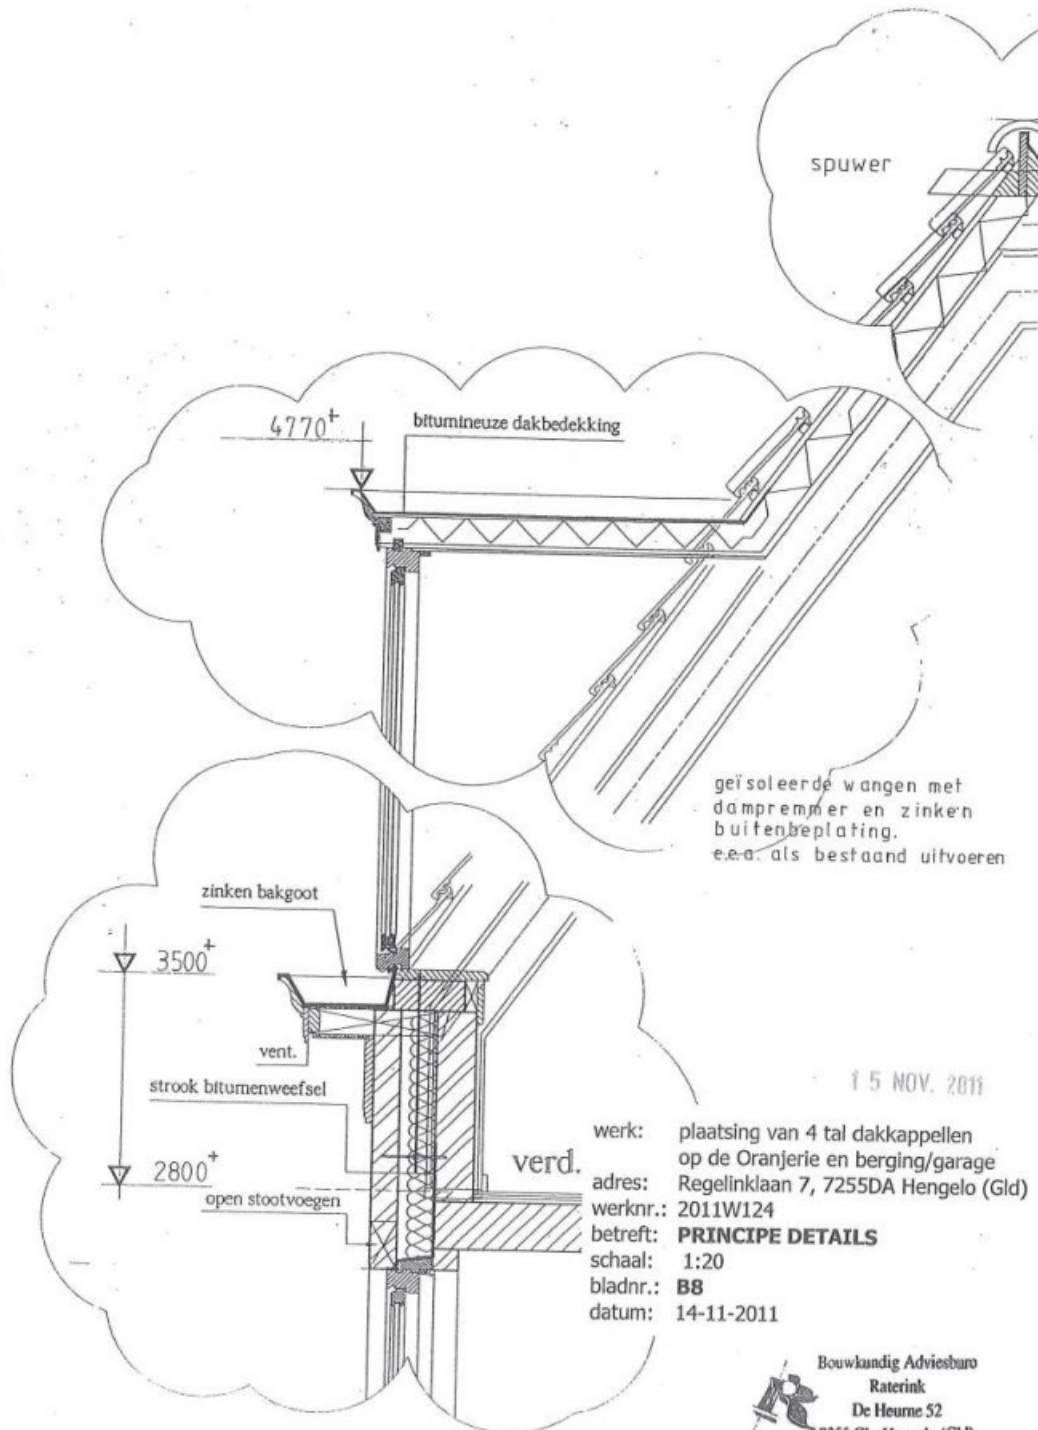 spuwer
4770+
bitumineuze dakbedekking
geïsoleerde wangen met
dampremmer en zinken
buitenbeplating.
e.e.a. als bestaand uitvoeren
zinken bakgoot
3500+
vent.
strook bitumenweefsel
2800+
open stootvoegen
verd.
15 NOV. 2011
werk: plaatsing van 4 tal dakkappellen
op de Oranjerie en berging/garage
adres: Regelinklaan 7, 7255DA Hengelo (Gld)
werknr.: 2011W124
betreft: PRINCIPE DETAILS
schaal: 1:20
bladnr.: B8
datum: 14-11-2011
Bouwkundig Adviesburo
Raterink
De Heurne 52